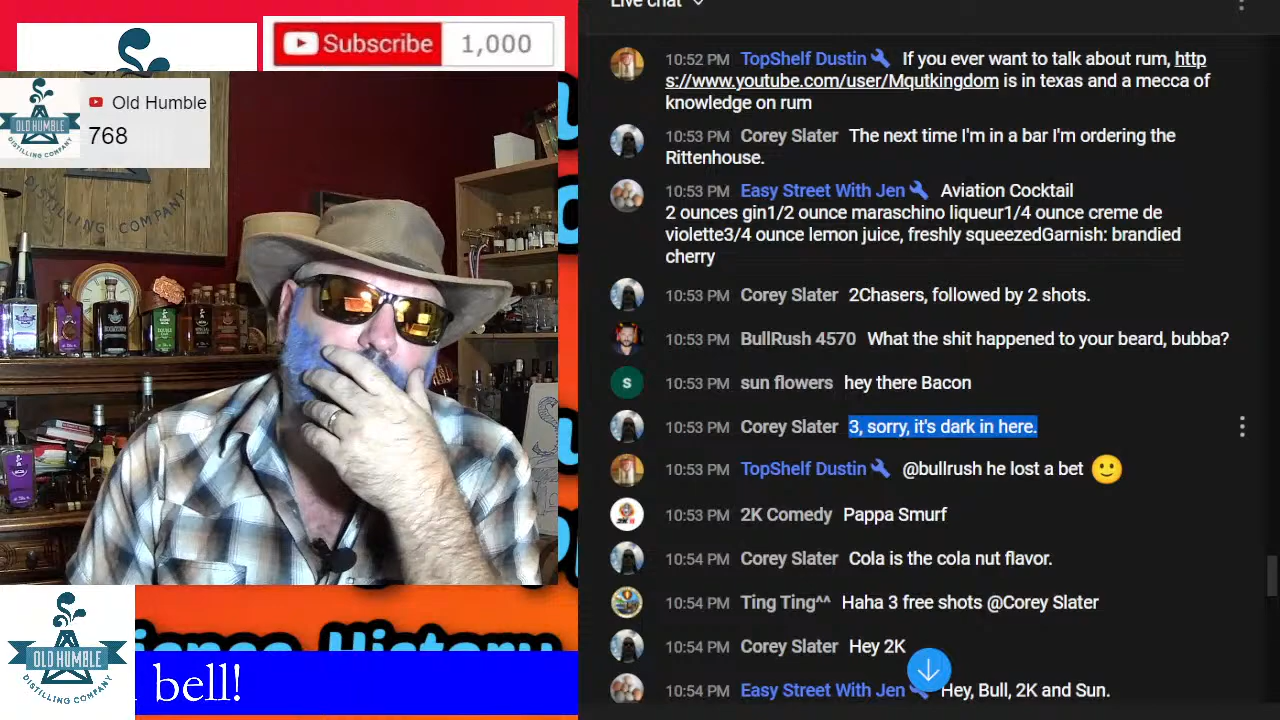 Subscribe 1,000
Old Humble
768
OLD HUMBLE
DISTILLING COMPANY
DISTILLING COMPANY
OLD HUMBLE
DISTILLING COMPANY
bell!
Live chat
10:52 PM TopShelf Dustin If you ever want to talk about rum, http
s://www.youtube.com/user/Mqutkingdom is in texas and a mecca of
knowledge on rum
10:53 PM Corey Slater The next time I'm in a bar I'm ordering the
Rittenhouse.
10:53 PM Easy Street With Jen Aviation Cocktail
2 ounces gin1/2 ounce maraschino liqueur1/4 ounce creme de
violette3/4 ounce lemon juice, freshly squeezedGarnish: brandied
cherry
10:53 PM Corey Slater 2Chasers, followed by 2 shots.
10:53 PM BullRush 4570 What the shit happened to your beard, bubba?
S
10:53 PM sun flowers hey there Bacon
10:53 PM Corey Slater 3, sorry, it's dark in here.
10:53 PM TopShelf Dustin @bullrush he lost a bet 🙂
10:53 PM 2K Comedy Pappa Smurf
10:54 PM Corey Slater Cola is the cola nut flavor.
10:54 PM Ting Ting^^ Haha 3 free shots @Corey Slater
10:54 PM Corey Slater Hey 2K
10:54 PM Easy Street With Jen Hey, Bull, 2K and Sun.